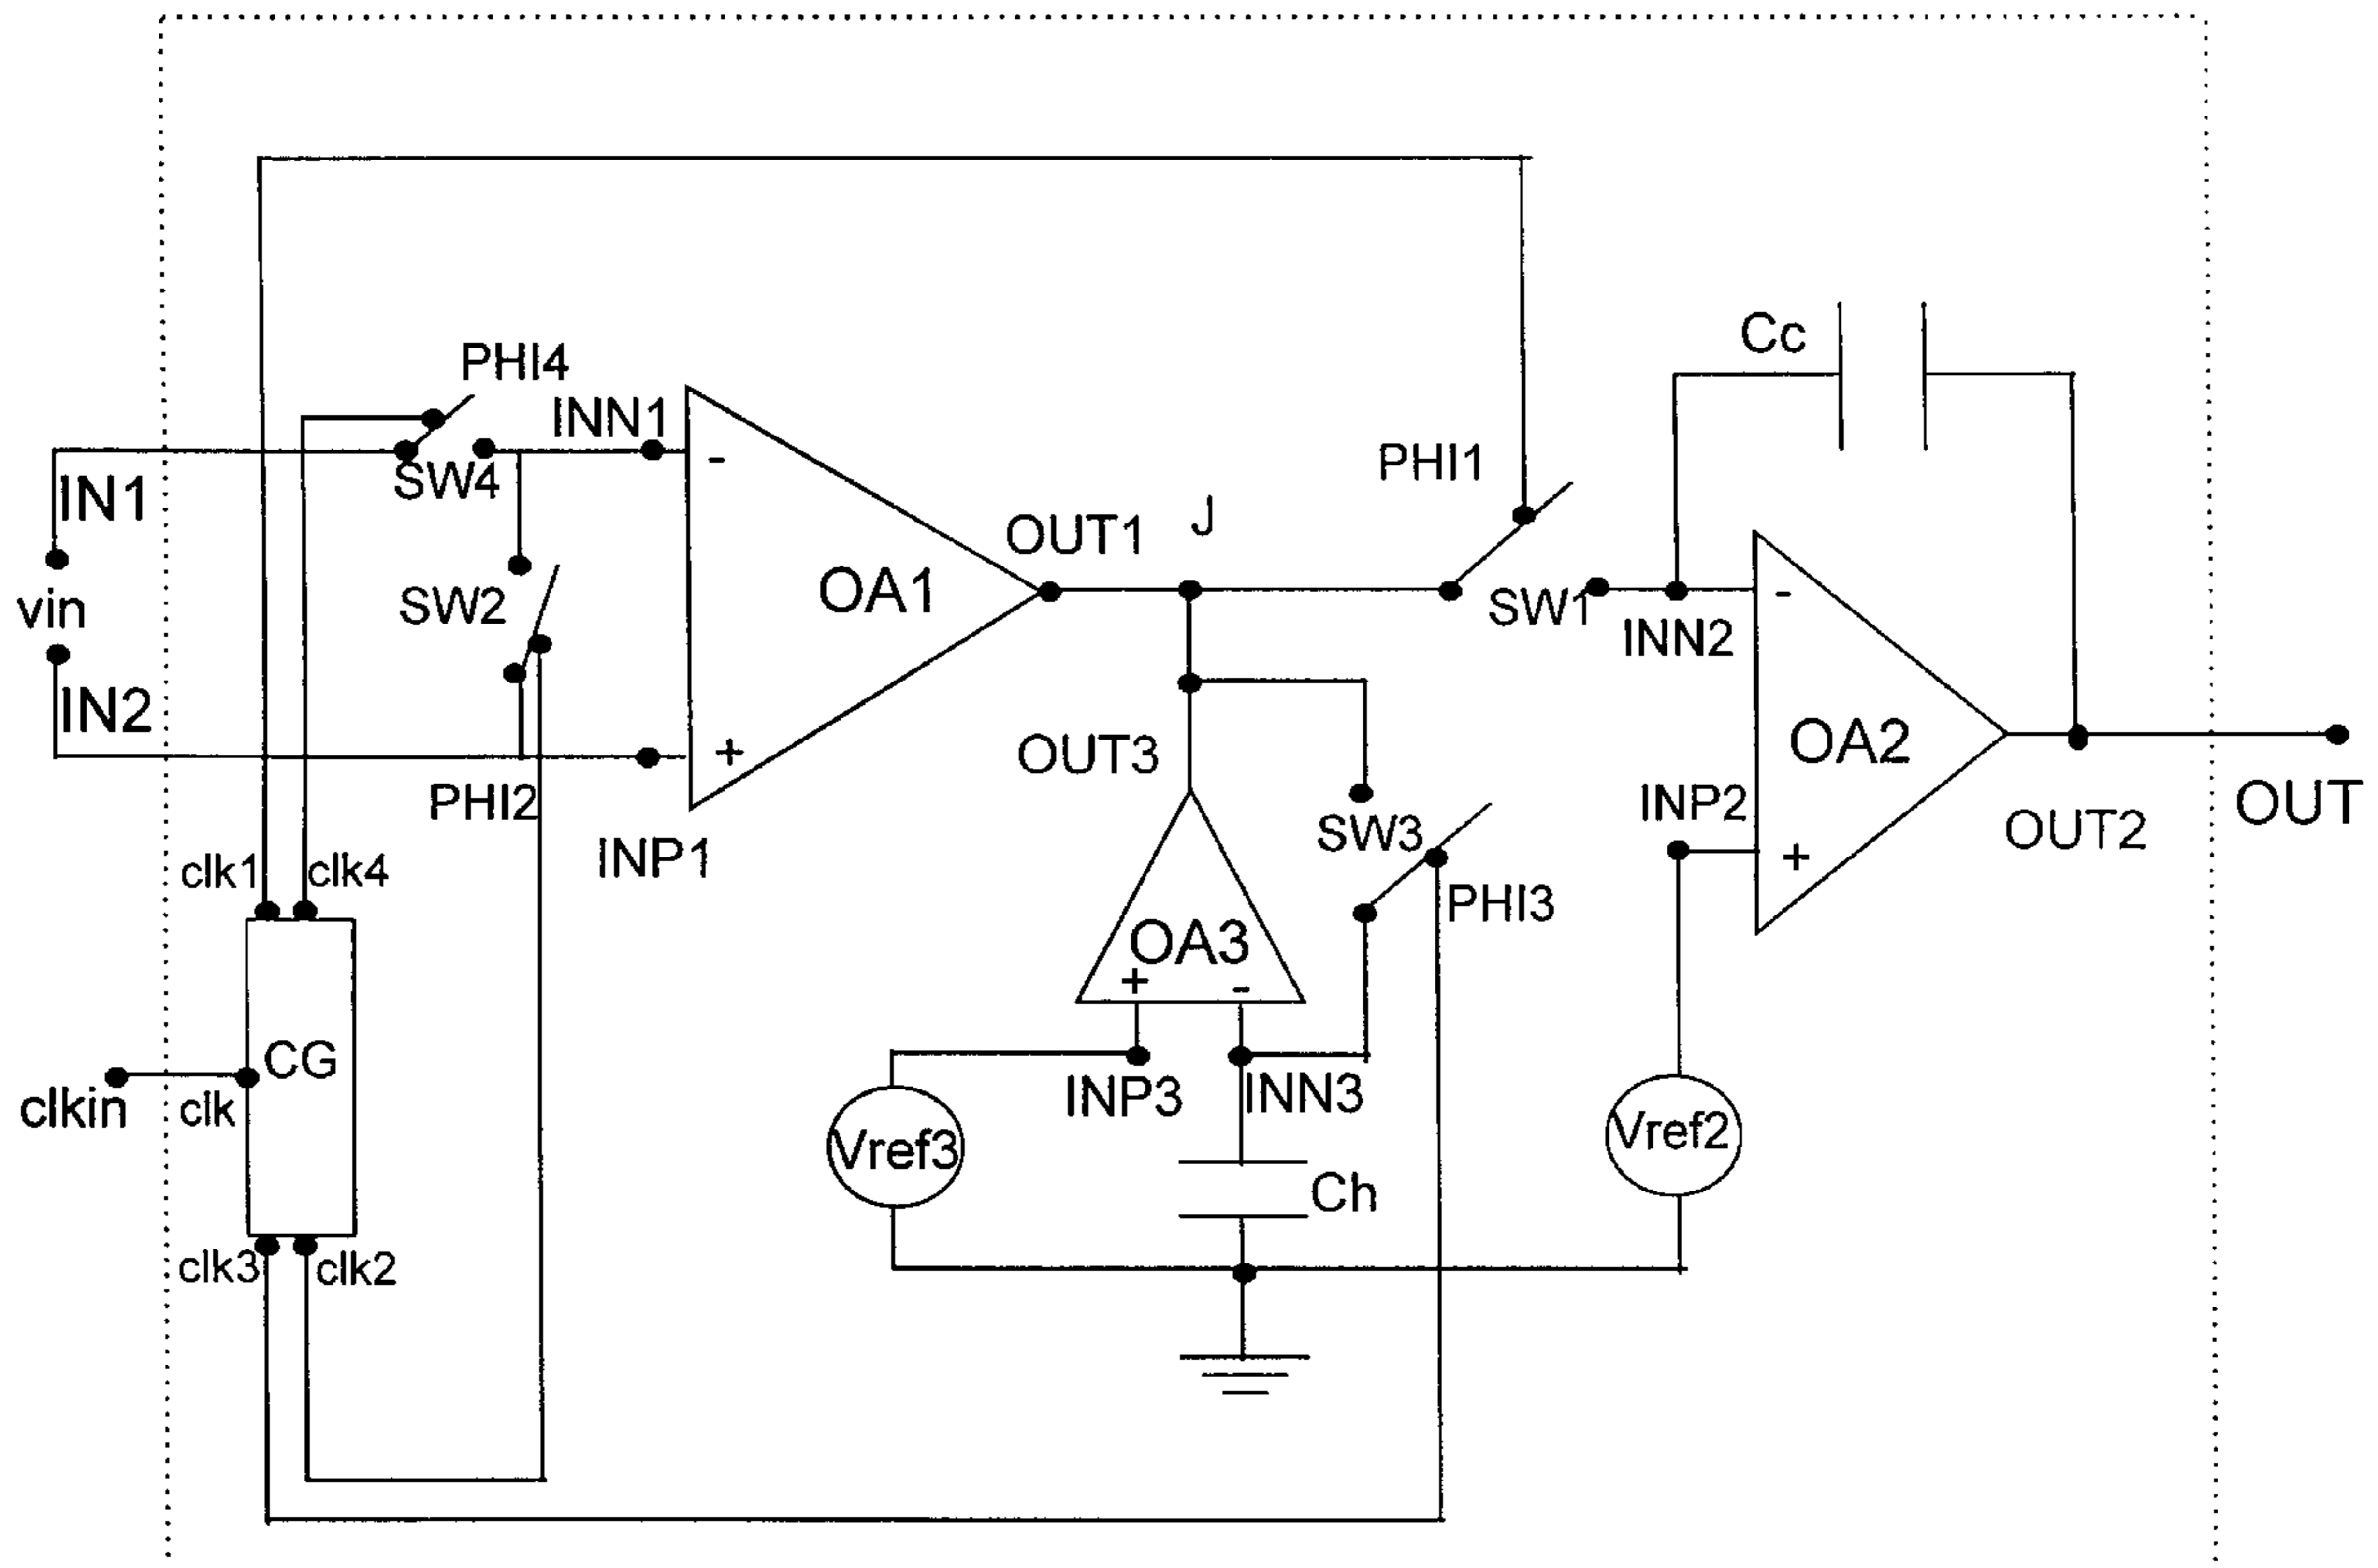 Cc
PHI4
INN1
PHI1
SW4
-
IN1
OUT1
J
OA1
SW2
vin
SW1
-
INN2
IN2
+
OUT3
OA2
PHI2
INP2
OUT
SW3
OUT2
INP1
+
clk1
clk4
PHI3
OA3
+
-
CG
clkin
clk
INP3
INN3
Vref3
Vref2
Ch
clk3
clk2